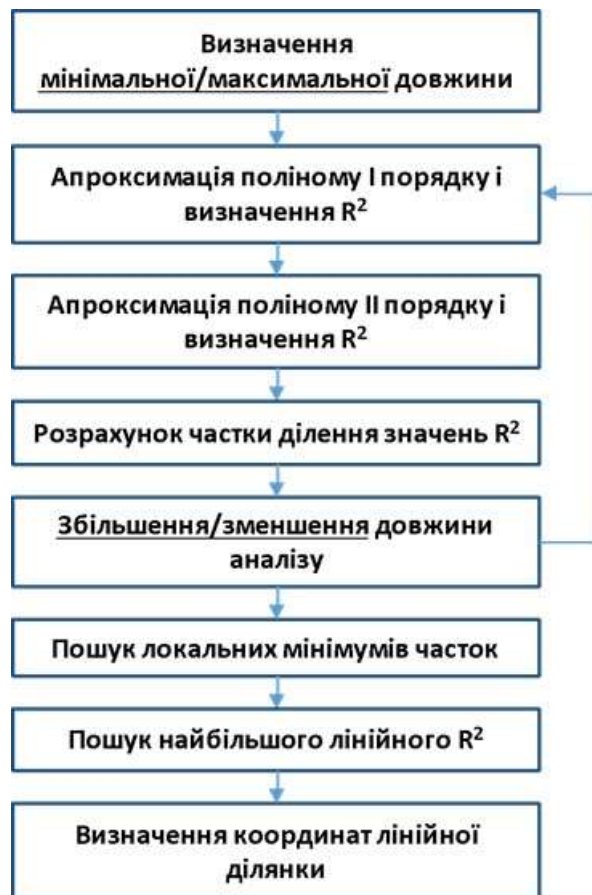 Визначення
мінімальної/максимальної довжини
Апроксимація поліному I порядку і
визначення R²
Апроксимація поліному II порядку і
визначення R²
Розрахунок частки ділення значень R²
Збільшення/зменшення довжини
аналізу
Пошук локальних мінімумів часток
Пошук найбільшого лінійного R²
Визначення координат лінійної
ділянки